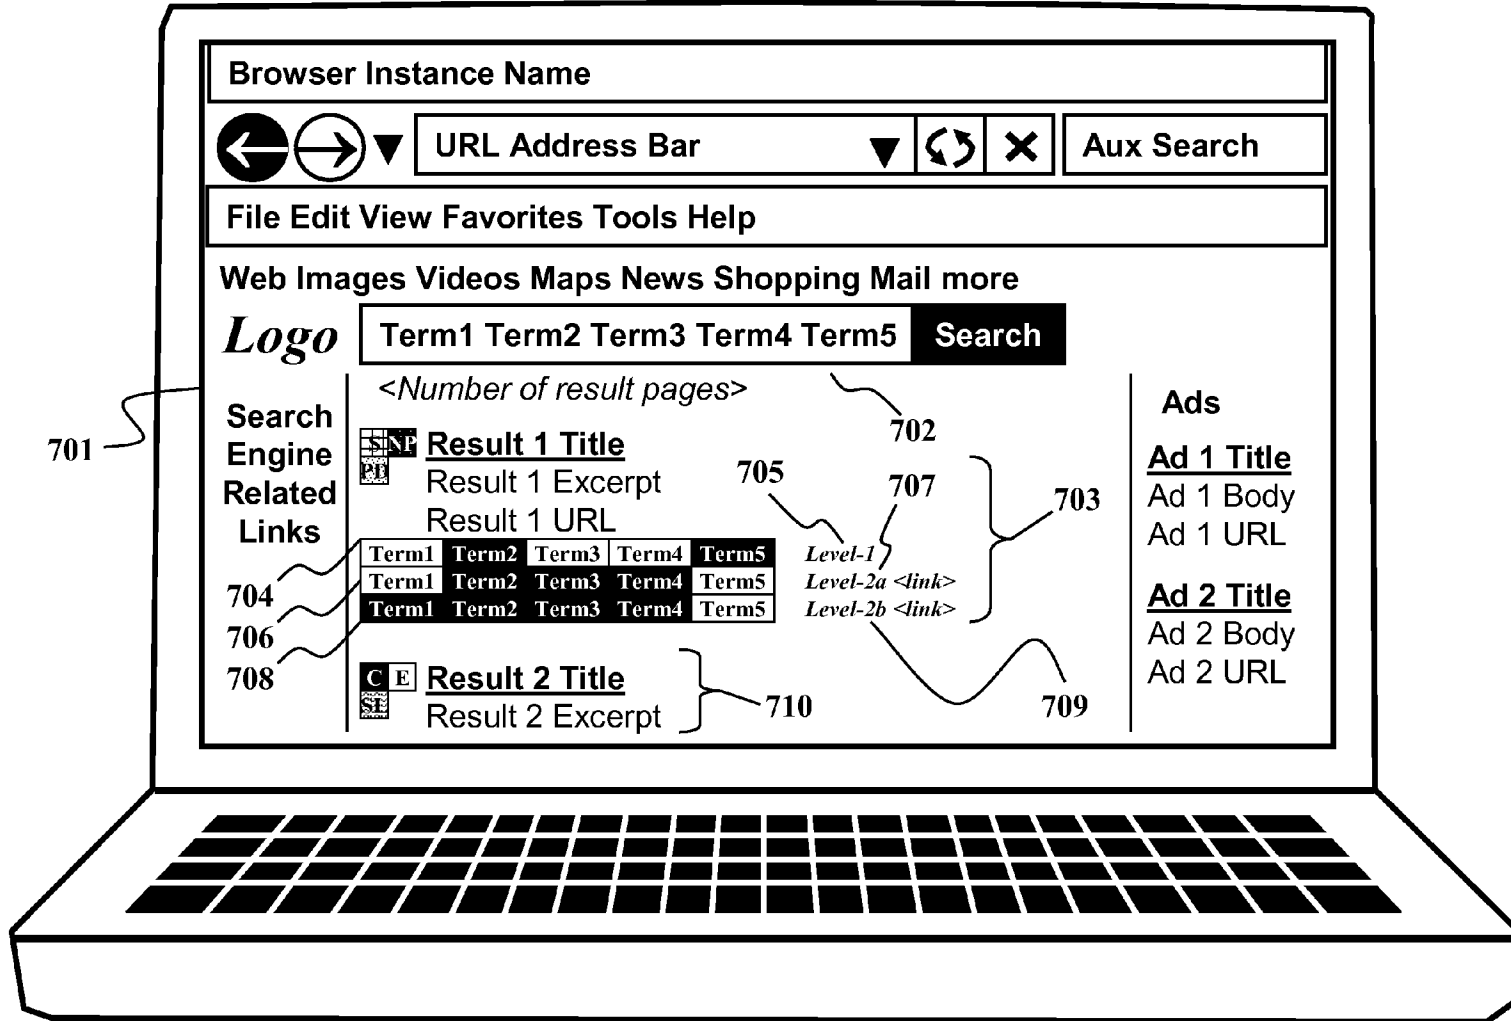 Browser Instance Name
URL Address Bar
Aux Search
File Edit View Favorites Tools Help
Web Images Videos Maps News Shopping Mail more
Logo
Term1 Term2 Term3 Term4 Term5
Search
<Number of result pages>
701
Search
Engine
Related
Links
702
S NP
PD
Result 1 Title
Result 1 Excerpt
Result 1 URL
705
707
703
Term1 Term2 Term3 Term4 Term5 Level-1
Term1 Term2 Term3 Term4 Term5 Level-2a <link>
Term1 Term2 Term3 Term4 Term5 Level-2b <link>
704
706
708
C E
Result 2 Title
Result 2 Excerpt
710
709
Ads
Ad 1 Title
Ad 1 Body
Ad 1 URL
Ad 2 Title
Ad 2 Body
Ad 2 URL